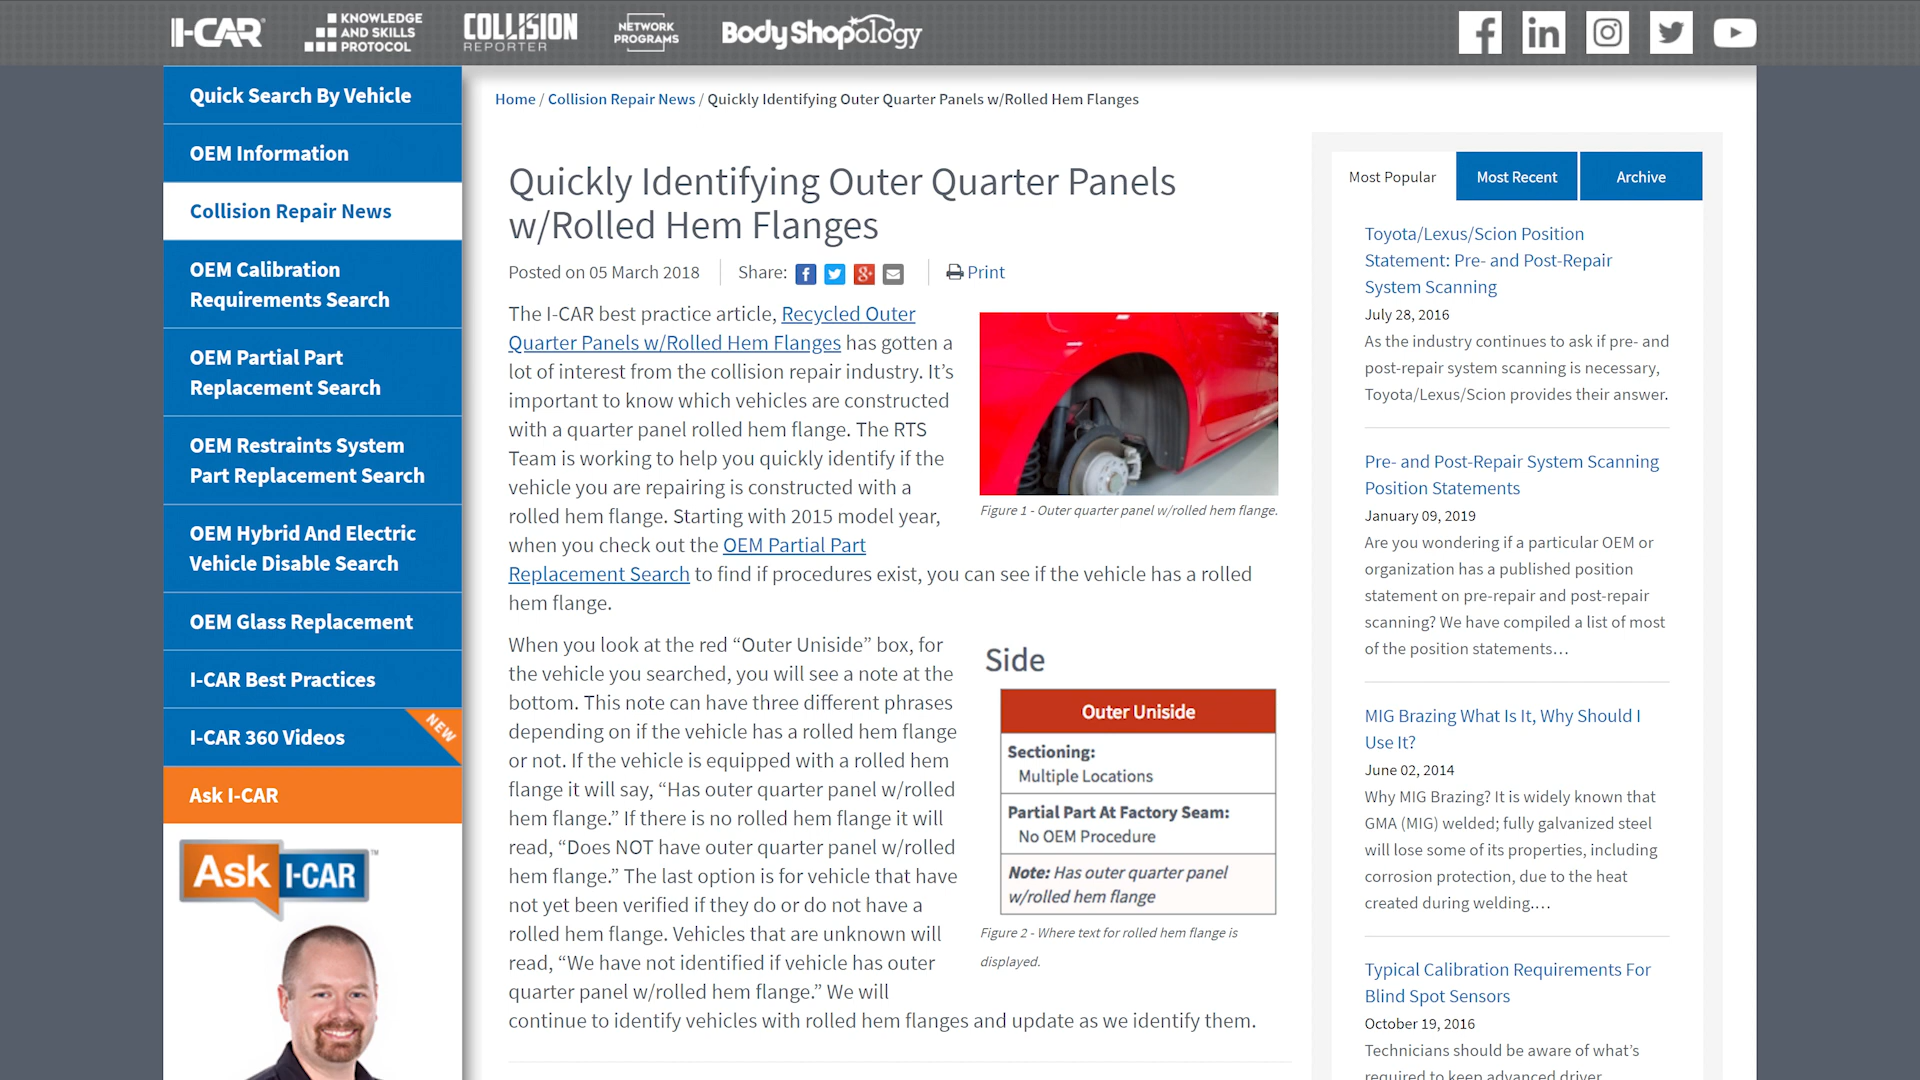 I-CAR
KNOWLEDGE
AND SKILLS
PROTOCOL
COLLISION
REPORTER
NETWORK
PROGRAMS
BodyShopology
Quick Search By Vehicle
OEM Information
Collision Repair News
OEM Calibration
Requirements Search
OEM Partial Part
Replacement Search
OEM Restraints System
Part Replacement Search
OEM Hybrid And Electric
Vehicle Disable Search
OEM Glass Replacement
I-CAR Best Practices
I-CAR 360 Videos
NEW
Ask I-CAR
Ask I-CAR™
Home / Collision Repair News / Quickly Identifying Outer Quarter Panels w/Rolled Hem Flanges
Quickly Identifying Outer Quarter Panels
w/Rolled Hem Flanges
Posted on 05 March 2018
Share:
Print
The I-CAR best practice article, Recycled Outer
Quarter Panels w/Rolled Hem Flanges has gotten a
lot of interest from the collision repair industry. It’s
important to know which vehicles are constructed
with a quarter panel rolled hem flange. The RTS
Team is working to help you quickly identify if the
vehicle you are repairing is constructed with a
rolled hem flange. Starting with 2015 model year,
when you check out the OEM Partial Part
Replacement Search to find if procedures exist, you can see if the vehicle has a rolled
hem flange.
Figure 1 - Outer quarter panel w/rolled hem flange.
When you look at the red “Outer Uniside” box, for
the vehicle you searched, you will see a note at the
bottom. This note can have three different phrases
depending on if the vehicle has a rolled hem flange
or not. If the vehicle is equipped with a rolled hem
flange it will say, “Has outer quarter panel w/rolled
hem flange.” If there is no rolled hem flange it will
read, “Does NOT have outer quarter panel w/rolled
hem flange.” The last option is for vehicle that have
not yet been verified if they do or do not have a
rolled hem flange. Vehicles that are unknown will
read, “We have not identified if vehicle has outer
quarter panel w/rolled hem flange.” We will
continue to identify vehicles with rolled hem flanges and update as we identify them.
Side
Outer Uniside
Sectioning:
Multiple Locations
Partial Part At Factory Seam:
No OEM Procedure
Note: Has outer quarter panel
w/rolled hem flange
Figure 2 - Where text for rolled hem flange is
displayed.
Most Popular
Most Recent
Archive
Toyota/Lexus/Scion Position
Statement: Pre- and Post-Repair
System Scanning
July 28, 2016
As the industry continues to ask if pre- and
post-repair system scanning is necessary,
Toyota/Lexus/Scion provides their answer.
Pre- and Post-Repair System Scanning
Position Statements
January 09, 2019
Are you wondering if a particular OEM or
organization has a published position
statement on pre-repair and post-repair
scanning? We have compiled a list of most
of the position statements…
MIG Brazing What Is It, Why Should I
Use It?
June 02, 2014
Why MIG Brazing? It is widely known that
GMA (MIG) welded; fully galvanized steel
will lose some of its properties, including
corrosion protection, due to the heat
created during welding.…
Typical Calibration Requirements For
Blind Spot Sensors
October 19, 2016
Technicians should be aware of what’s
required to keep advanced driver